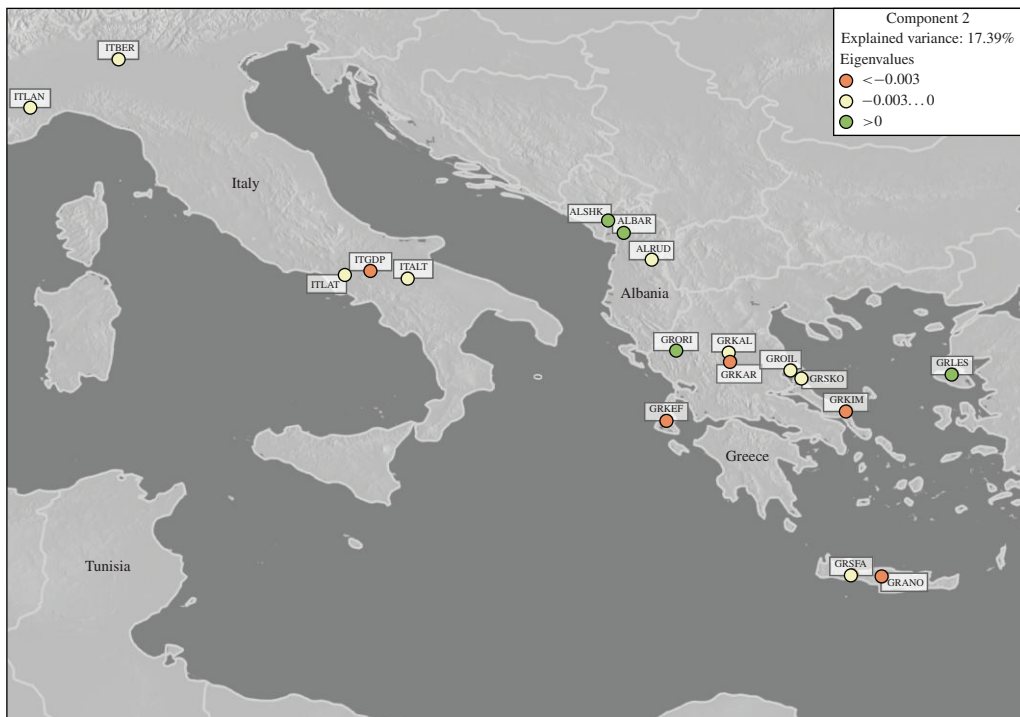 Component 2
Explained variance: 17.39%
Eigenvalues
<−0.003
−0.003…0
>0
ITBER
ITLAN
Italy
ALSHK
ALBAR
ALRUD
ITGDP
ITALT
ITLAT
Albania
GRORI
GRKAL
GROIL
GRLES
GRKAR
GRSKO
GRKEF
GRKIM
Greece
Tunisia
GRSFA
GRANO